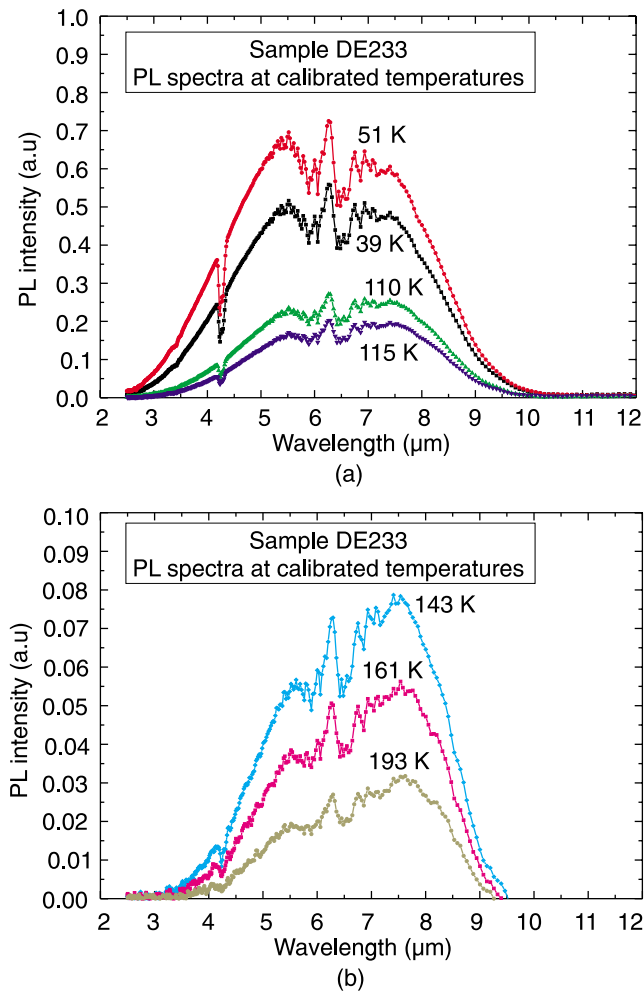 1.0
0.9
0.8
0.7
0.6
0.5
0.4
0.3
0.2
0.1
0.0
PL intensity (a.u)
Sample DE233
PL spectra at calibrated temperatures
51 K
39 K
110 K
115 K
2 3 4 5 6 7 8 9 10 11 12
Wavelength (μm)
(a)
0.10
0.09
0.08
0.07
0.06
0.05
0.04
0.03
0.02
0.01
0.00
PL intensity (a.u)
Sample DE233
PL spectra at calibrated temperatures
143 K
161 K
193 K
2 3 4 5 6 7 8 9 10 11 12
Wavelength (μm)
(b)